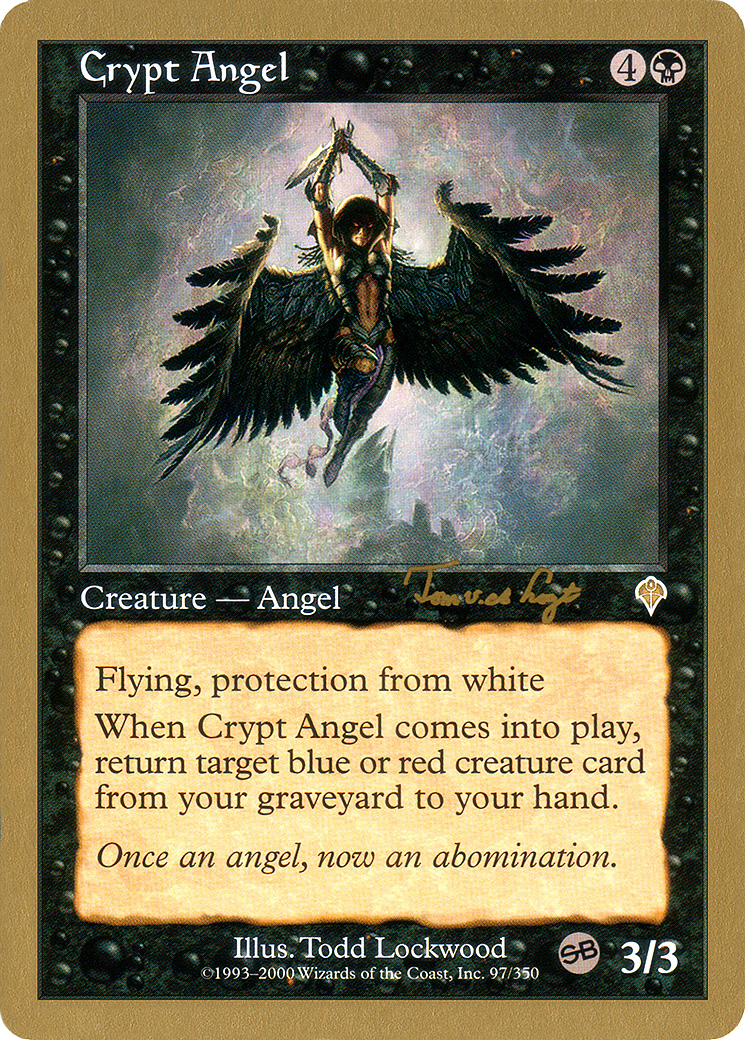 Crypt Angel 4
Creature — Angel
Flying, protection from white
When Crypt Angel comes into play,
return target blue or red creature card
from your graveyard to your hand.
Once an angel, now an abomination.
Illus. Todd Lockwood
©1993–2000 Wizards of the Coast, Inc. 97/350
SB 3/3